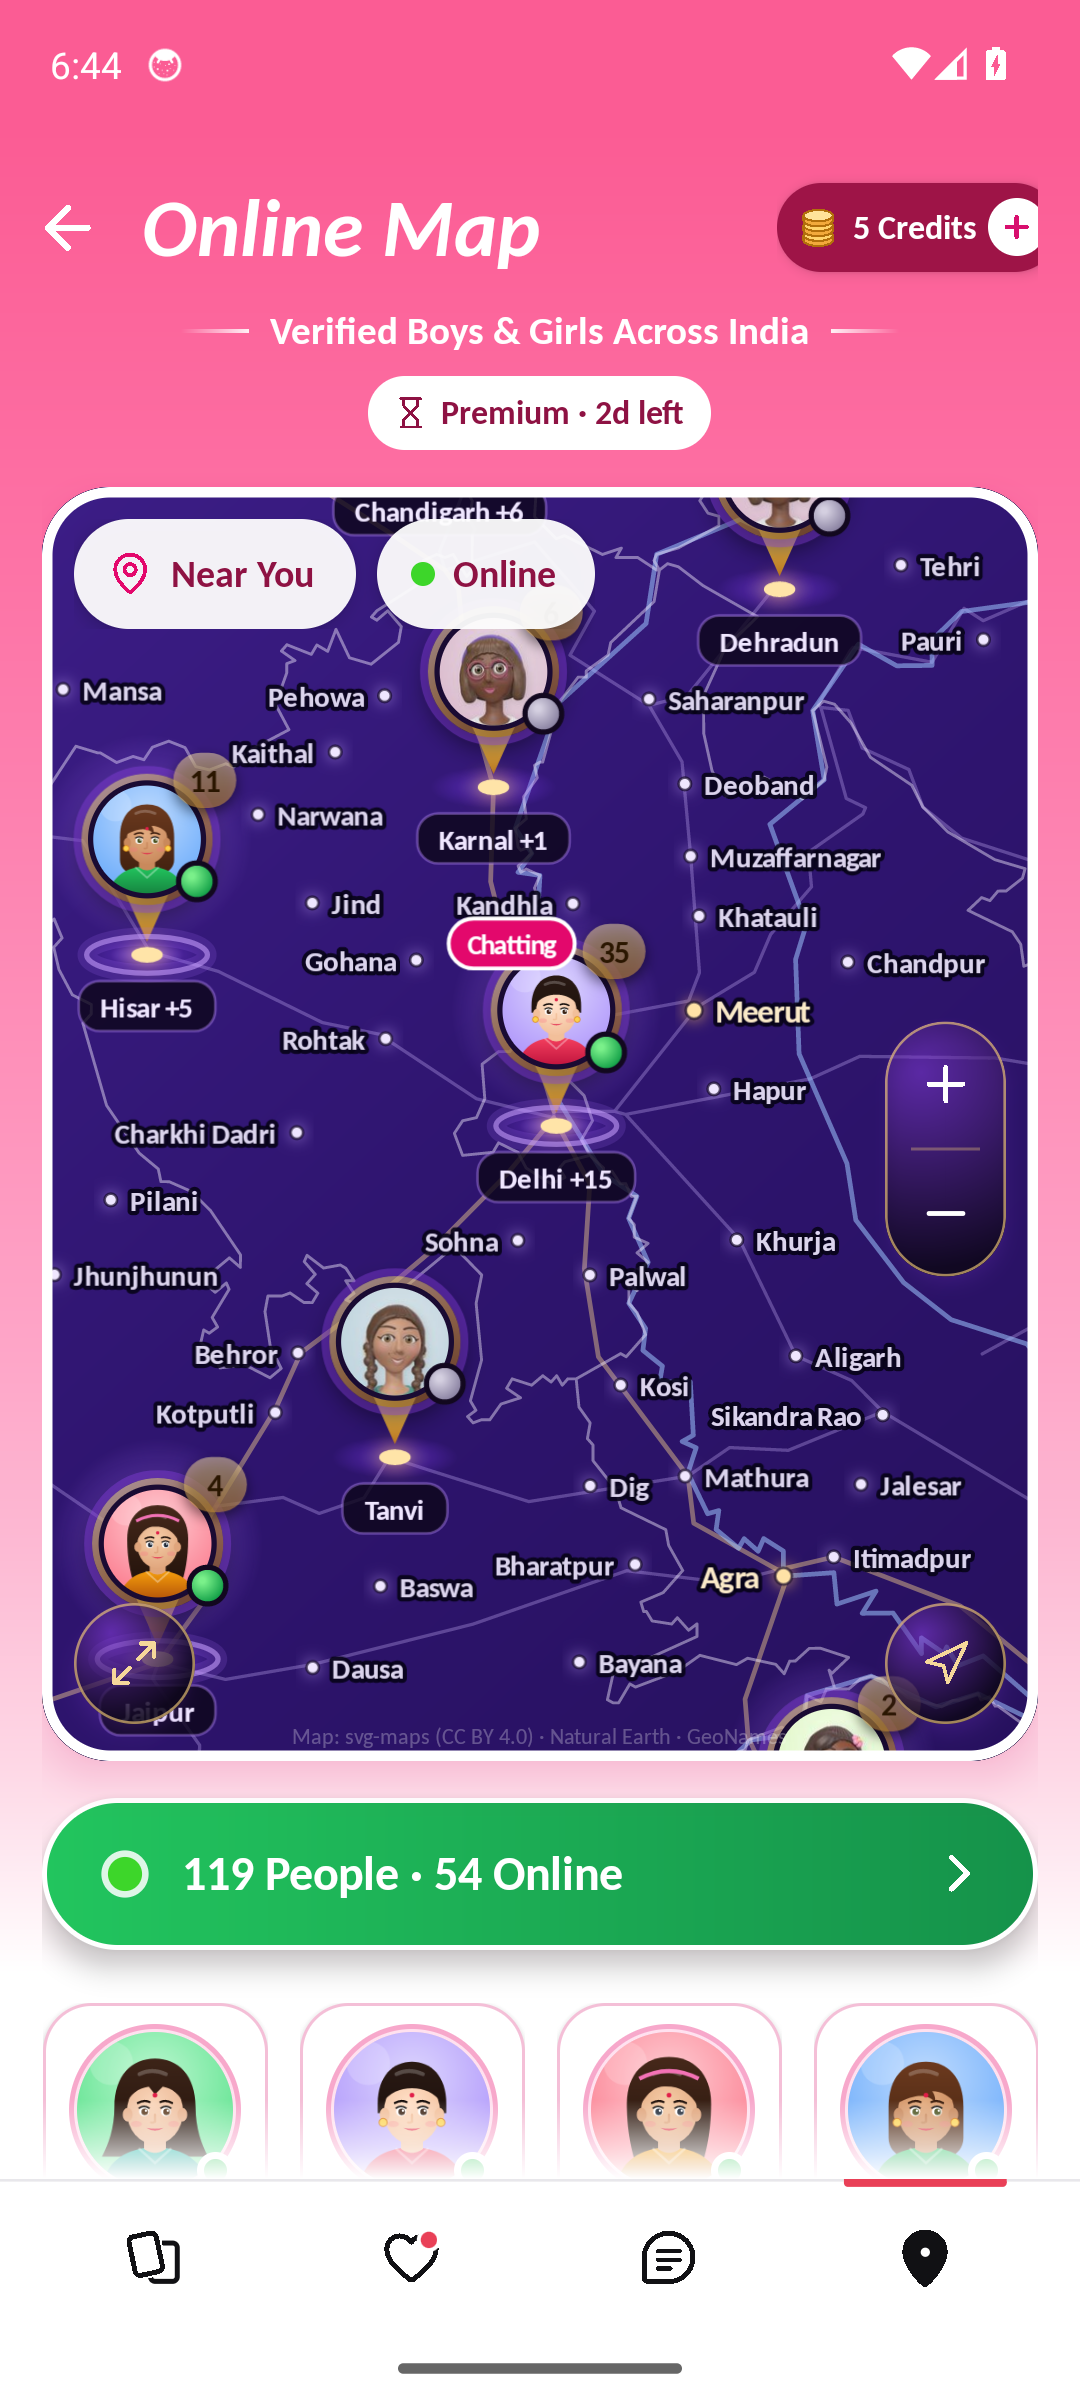 6:44
Online Map
5 Credits
Verified Boys & Girls Across India
Premium · 2d left
Chandigarh +6
Near You
Online
6
Tehri
Dehradun
Pauri
Mansa
Pehowa
Saharanpur
Kaithal
11
Deoband
Narwana
Karnal +1
Muzaffarnagar
Jind
Kandhla
Khatauli
Chatting
35
Gohana
Chandpur
Hisar +5
Meerut
Rohtak
Hapur
Charkhi Dadri
Delhi +15
Pilani
Sohna
Khurja
Jhunjhunun
Palwal
Behror
Aligarh
Kosi
Kotputli
Sikandra Rao
4
Mathura
Dig
Jalesar
Tanvi
Bharatpur
Itimadpur
Agra
Baswa
Dausa
Bayana
2
Jaipur
Map: svg-maps (CC BY 4.0) · Natural Earth · GeoNames
119 People · 54 Online